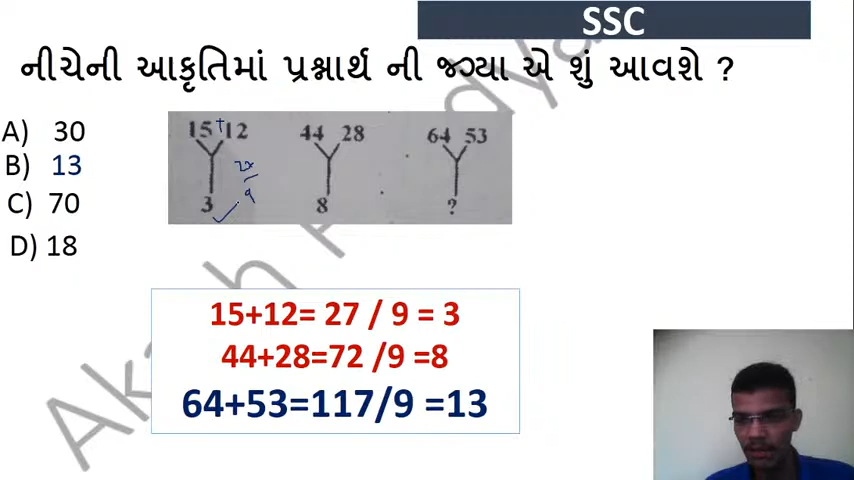 SSC
નીચેની આકૃતિમાં પ્રશ્નાર્થ ની જગ્યા એ શું આવશે ?
A) 30
B) 13
C) 70
D) 18
15 + 12
3
44 28
8
64 53
?
15+12= 27 / 9 = 3
44+28=72 /9 =8
64+53=117/9 =13